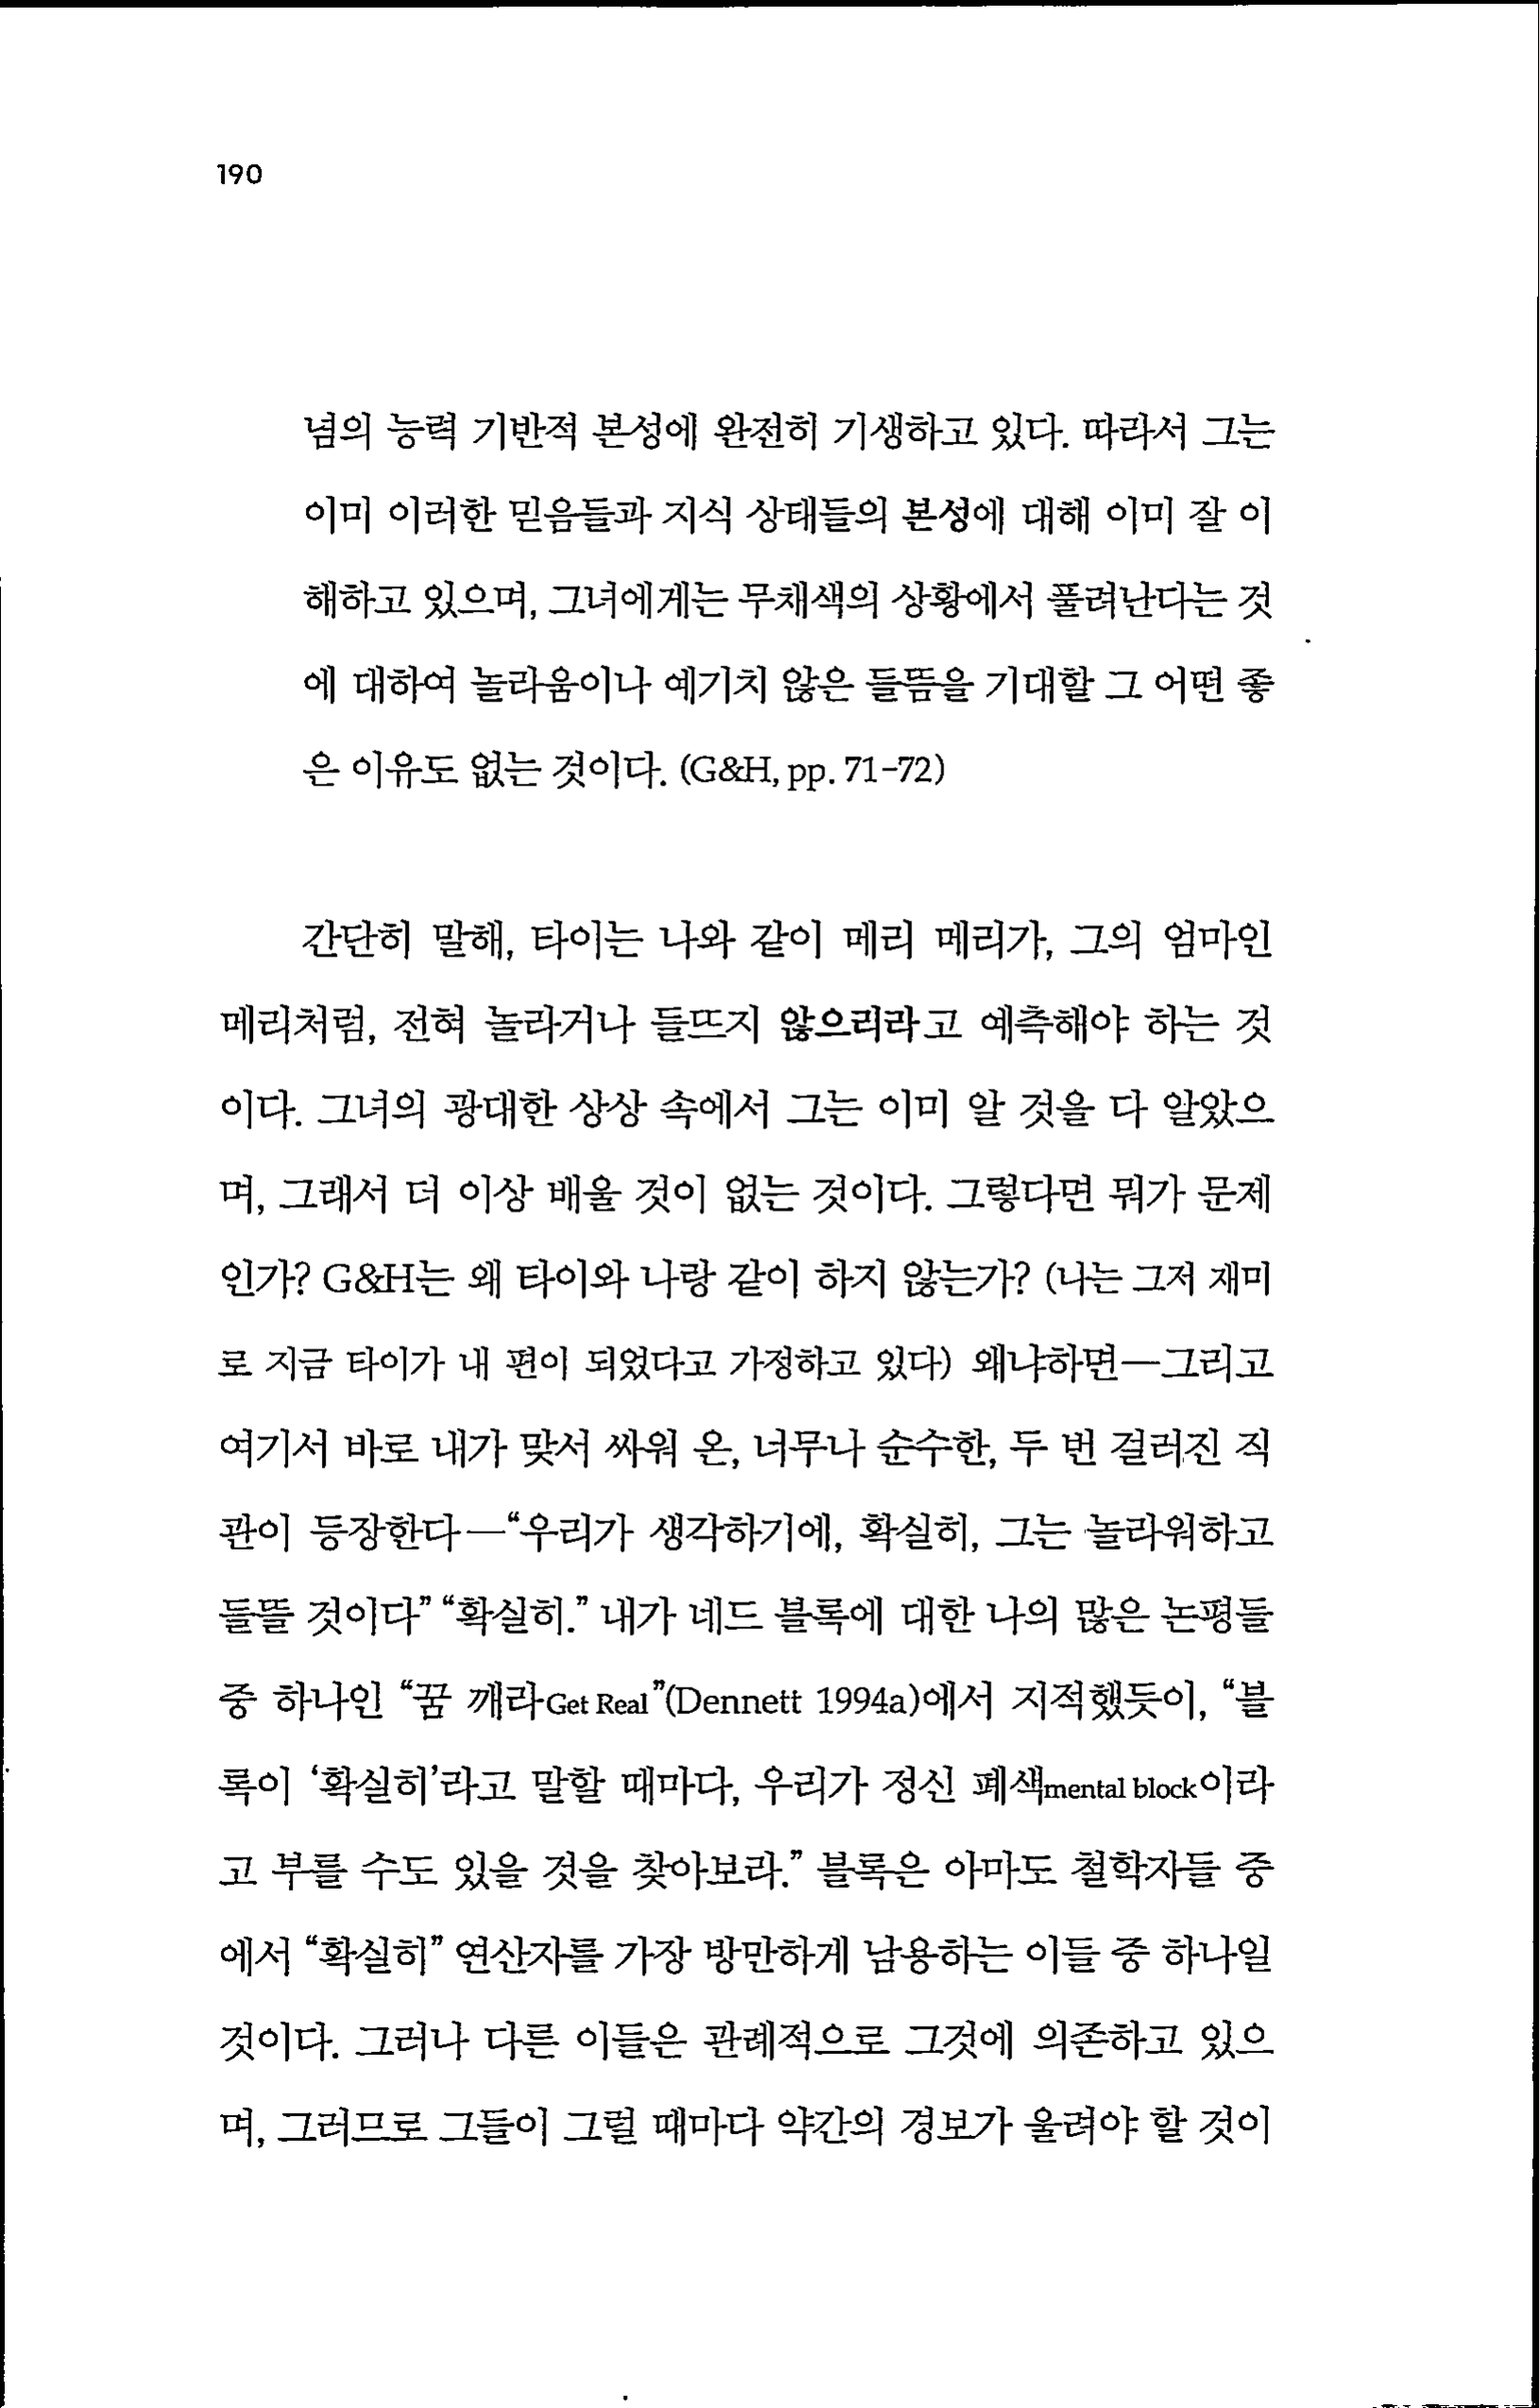 190
념의 능력 기반적 본성에 완전히 기생하고 있다. 따라서 그는
이미 이러한 믿음들과 지식 상태들의 본성에 대해 이미 잘 이
해하고 있으며, 그녀에게는 무채색의 상황에서 풀려난다는 것
에 대하여 놀라움이나 예기치 않은 들뜸을 기대할 그 어떤 좋
은 이유도 없는 것이다. (G&H, pp. 71-72)
간단히 말해, 타이는 나와 같이 메리 메리가, 그의 엄마인
메리처럼, 전혀 놀라거나 들뜨지 않으리라고 예측해야 하는 것
이다. 그녀의 광대한 상상 속에서 그는 이미 알 것을 다 알았으
며, 그래서 더 이상 배울 것이 없는 것이다. 그렇다면 뭐가 문제
인가? G&H는 왜 타이와 나랑 같이 하지 않는가? (나는 그저 재미
로 지금 타이가 내 편이 되었다고 가정하고 있다) 왜냐하면—그리고
여기서 바로 내가 맞서 싸워 온, 너무나 순수한, 두 번 걸러진 직
관이 등장한다—“우리가 생각하기에, 확실히, 그는 놀라워하고
들뜰 것이다” “확실히.” 내가 네드 블록에 대한 나의 많은 논평들
중 하나인 “꿈 깨라Get Real”(Dennett 1994a)에서 지적했듯이, “블
록이 ‘확실히’라고 말할 때마다, 우리가 정신 폐색mental block이라
고 부를 수도 있을 것을 찾아보라.” 블록은 아마도 철학자들 중
에서 “확실히” 연산자를 가장 방만하게 남용하는 이들 중 하나일
것이다. 그러나 다른 이들은 관례적으로 그것에 의존하고 있으
며, 그러므로 그들이 그럴 때마다 약간의 경보가 울려야 할 것이